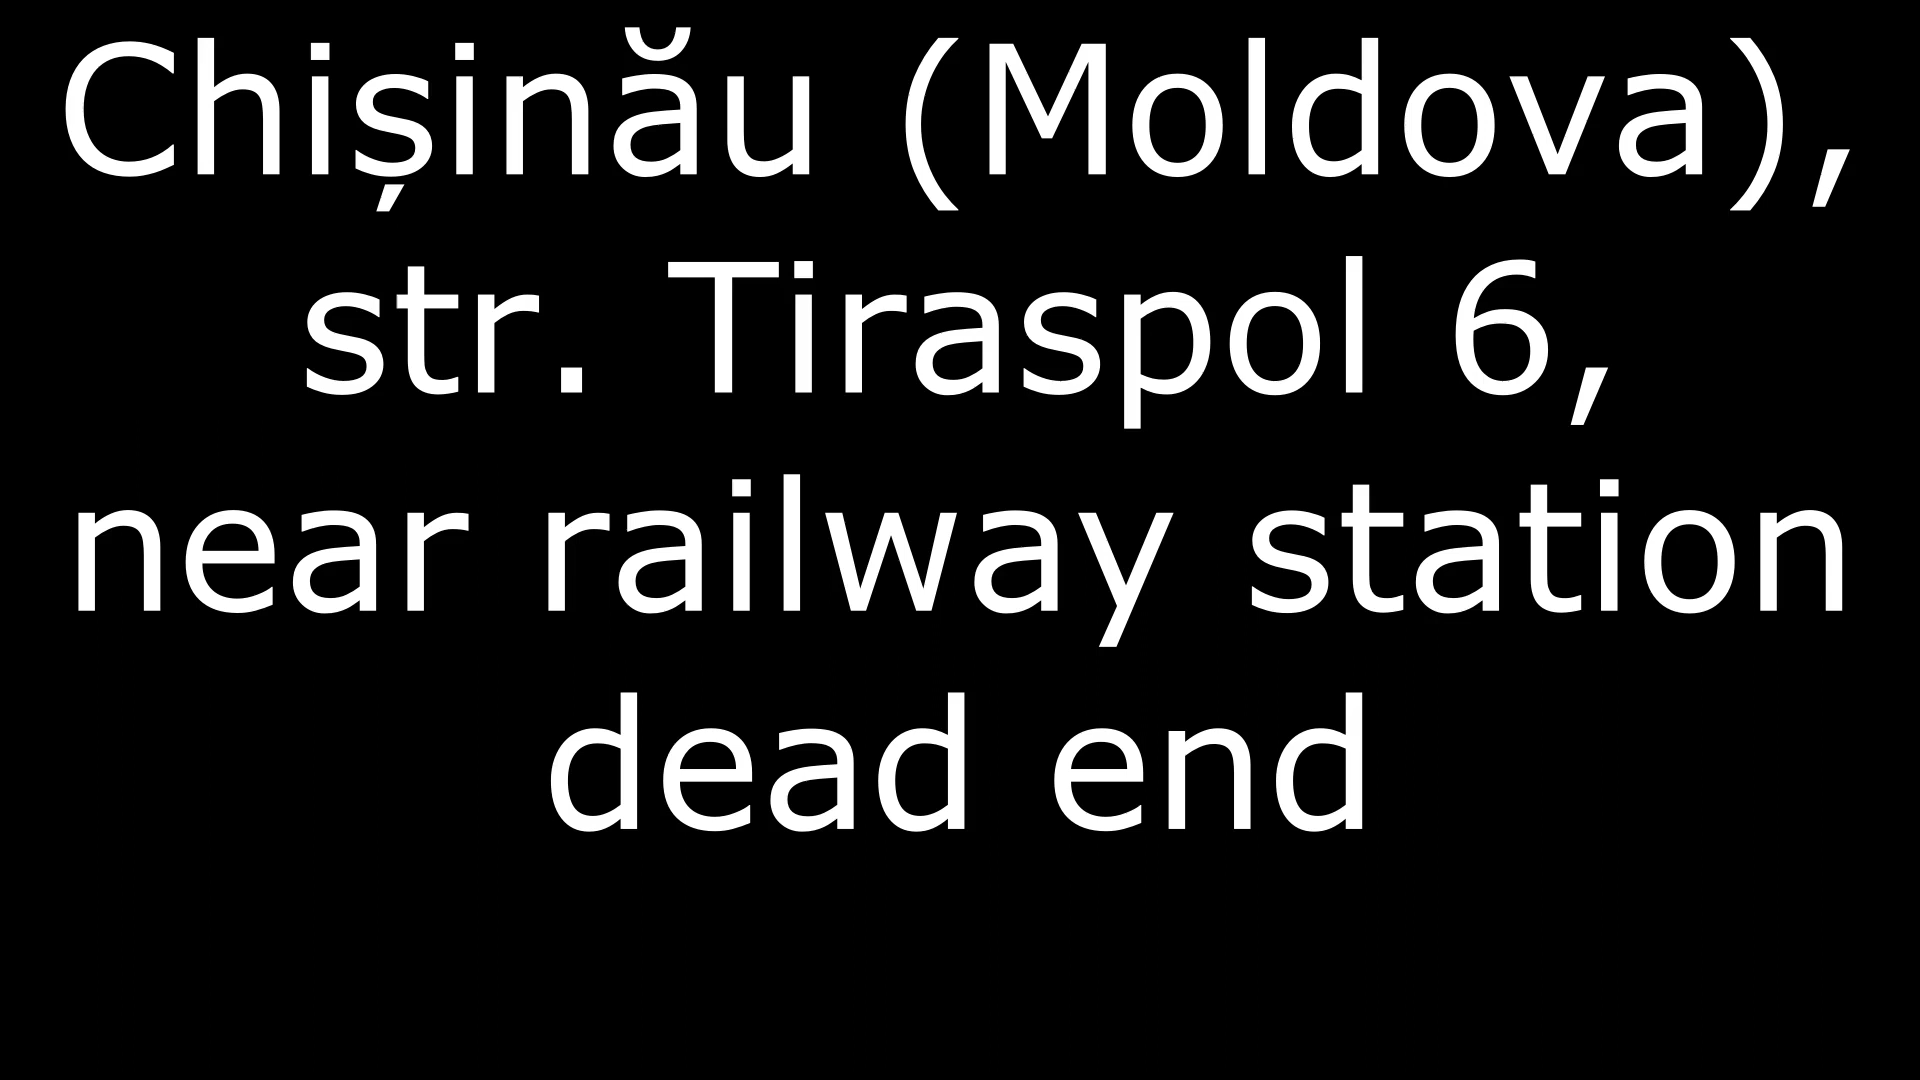 Chișinău (Moldova),
str. Tiraspol 6,
near railway station
dead end